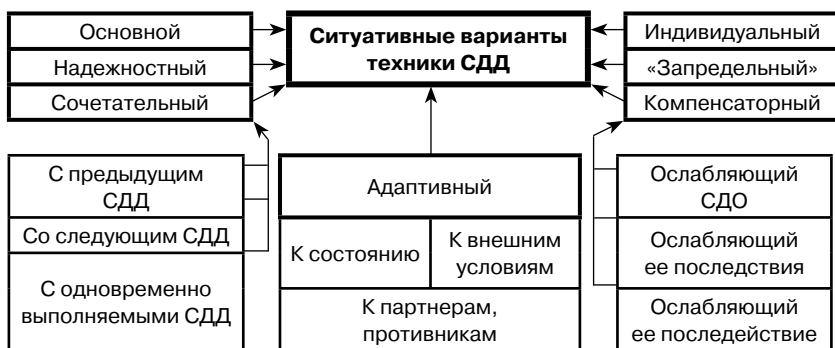 Основной
Надежностный
Сочетательный
Ситуативные варианты
техники СДД
Индивидуальный
«Запредельный»
Компенсаторный
С предыдущим
СДД
Со следующим СДД
С одновременно
выполняемыми СДД
Адаптивный
К состоянию
К внешним
условиям
К партнерам,
противникам
Ослабляющий
СДО
Ослабляющий
ее последствия
Ослабляющий
ее последействие